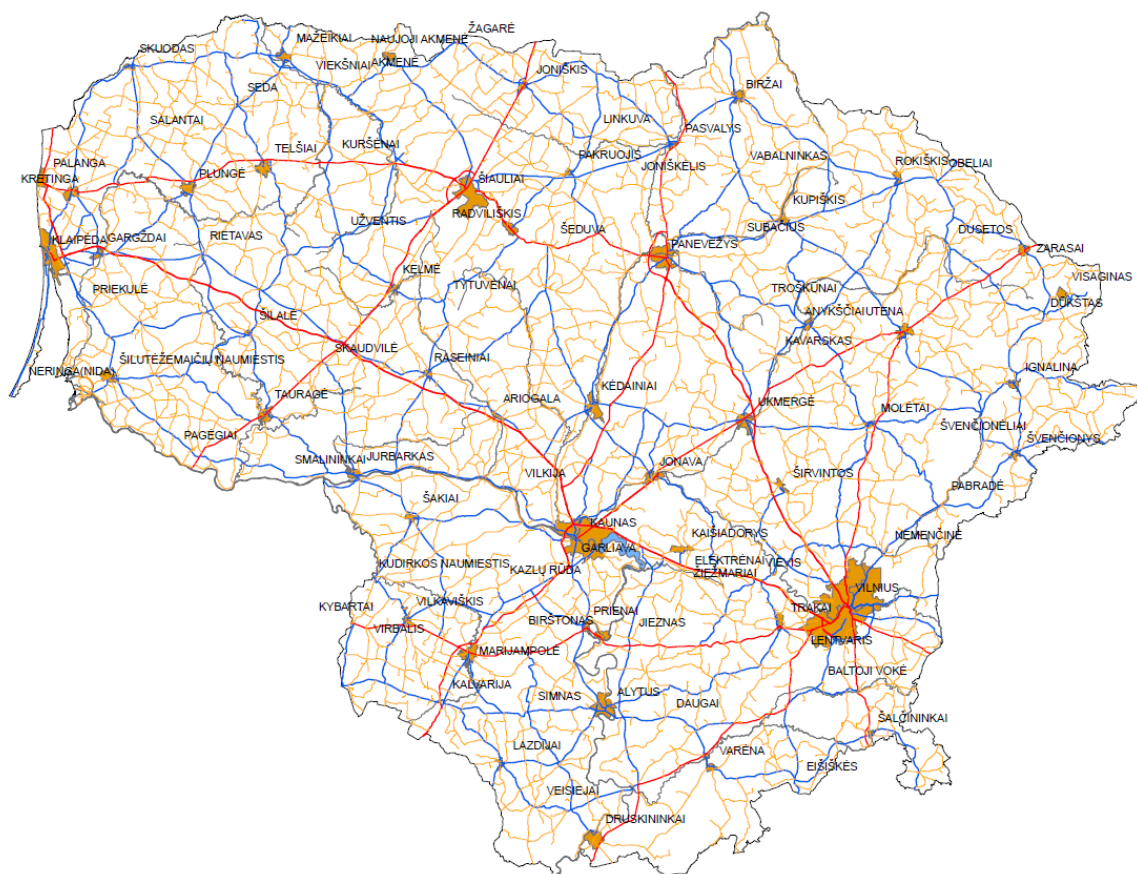 ŽAGARĖ
MAŽEIKIAI
NAUJOJI AKMENĖ
SKUODAS
VIEKŠNIAI
AKMENĖ
JONIŠKIS
SEDA
BIRŽAI
SALANTAI
LINKUVA
PASVALYS
TELŠIAI
KURŠĖNAI
PAKRUOJIS
JONIŠKĖLIS
VABALNINKAS
ROKIŠKIS
OBELIAI
PALANGA
KRETINGA
PLUNGĖ
ŠIAULIAI
KUPIŠKIS
RADVILIŠKIS
UŽVENTIS
ŠEDUVA
SUBAČIUS
DUSETOS
KLAIPĖDA
GARGŽDAI
RIETAVAS
PANEVĖŽYS
ZARASAI
KELMĖ
TYTUVĖNAI
TROŠKŪNAI
VISAGINAS
PRIEKULĖ
DŪKŠTAS
ŠILALĖ
ANYKŠČIAI
UTENA
SKAUDVILĖ
KAVARSKAS
ŠILUTĖ
ŽEMAIČIŲ NAUMIESTIS
RASEINIAI
NERINGA(NIDA)
IGNALINA
TAURAGĖ
ARIOGALA
KĖDAINIAI
UKMERGĖ
MOLĖTAI
PAGĖGIAI
ŠVENČIONĖLIAI
ŠVENČIONYS
SMALININKAI
JURBARKAS
VILKIJA
JONAVA
ŠIRVINTOS
PABRADĖ
ŠAKIAI
KAUNAS
KAIŠIADORYS
NEMENČINĖ
GARLIAVA
ELEKTRĖNAI
VIEVIS
KUDIRKOS NAUMIESTIS
KAZLŲ RŪDA
ŽIEŽMARIAI
VILNIUS
KYBARTAI
VILKAVIŠKIS
PRIENAI
TRAKAI
VIRBALIS
BIRŠTONAS
JIEZNAS
LENTVARIS
MARIJAMPOLĖ
BALTOJI VOKĖ
KALVARIJA
SIMNAS
ALYTUS
DAUGAI
ŠALČININKAI
LAZDIJAI
VARĖNA
EIŠIŠKĖS
VEISIEJAI
DRUSKININKAI